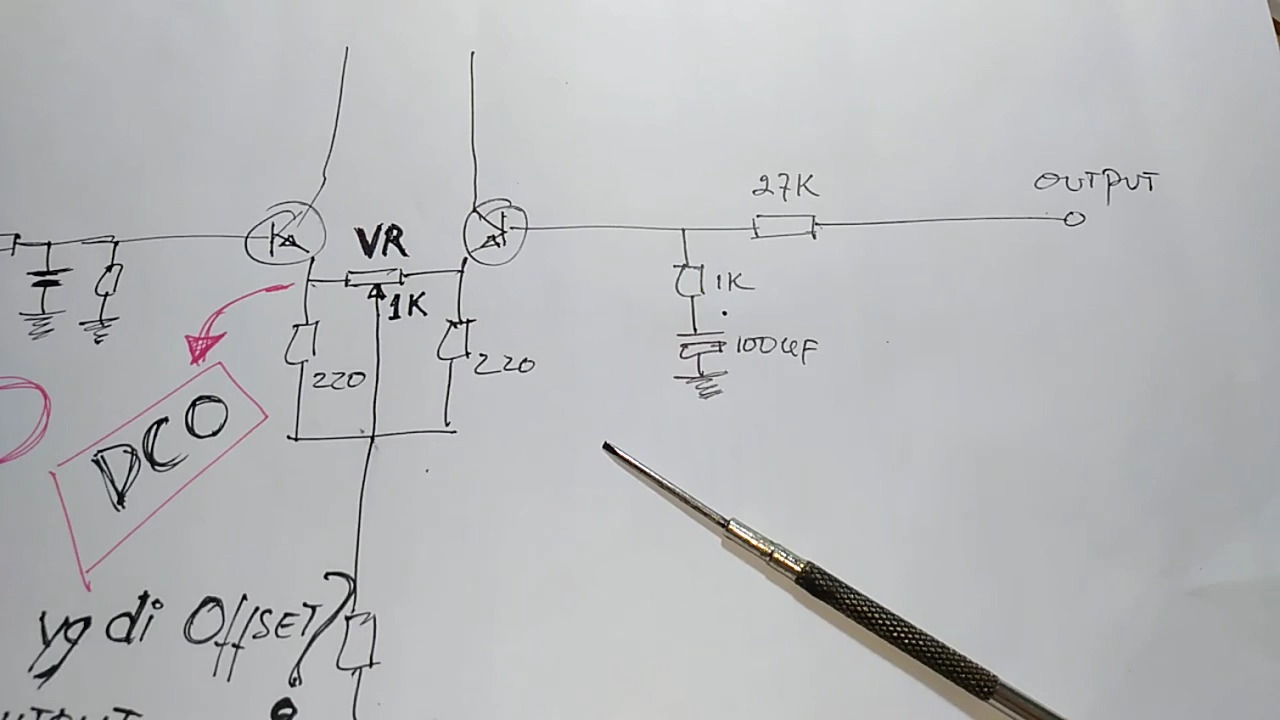 27K
OUTPUT
VR
1K
1K
100uF
220
220
DCO
yg di OffSET?